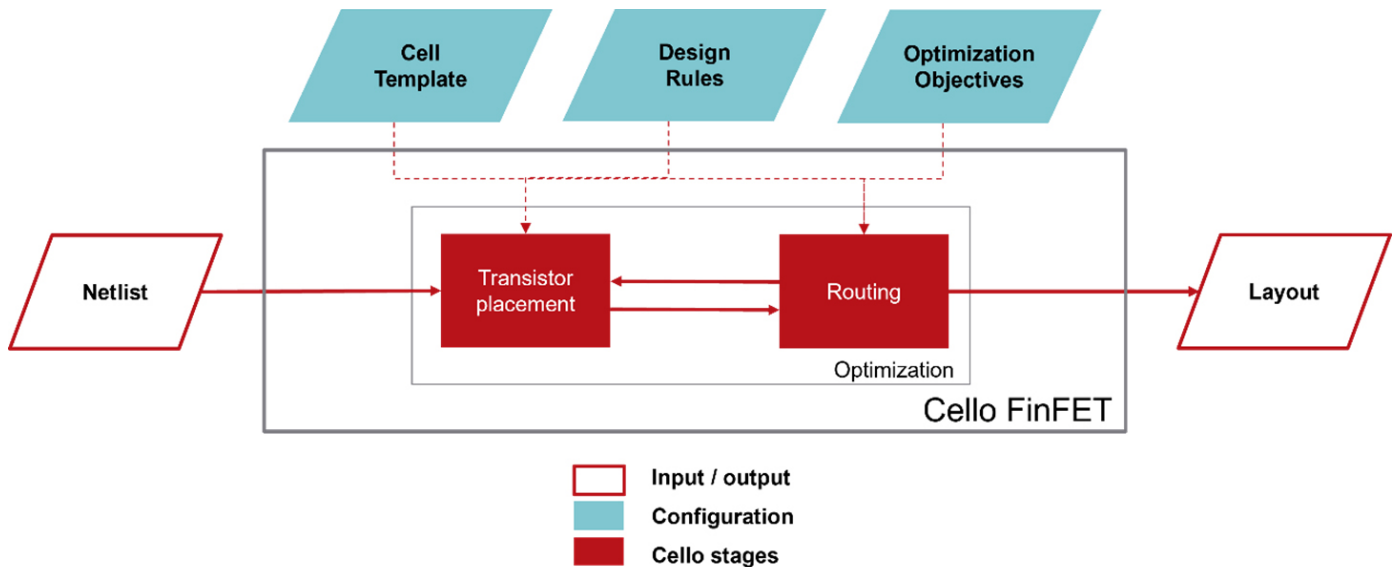 Cell
Template
Design
Rules
Optimization
Objectives
Netlist
Transistor
placement
Routing
Layout
Optimization
Cello FinFET
Input / output
Configuration
Cello stages